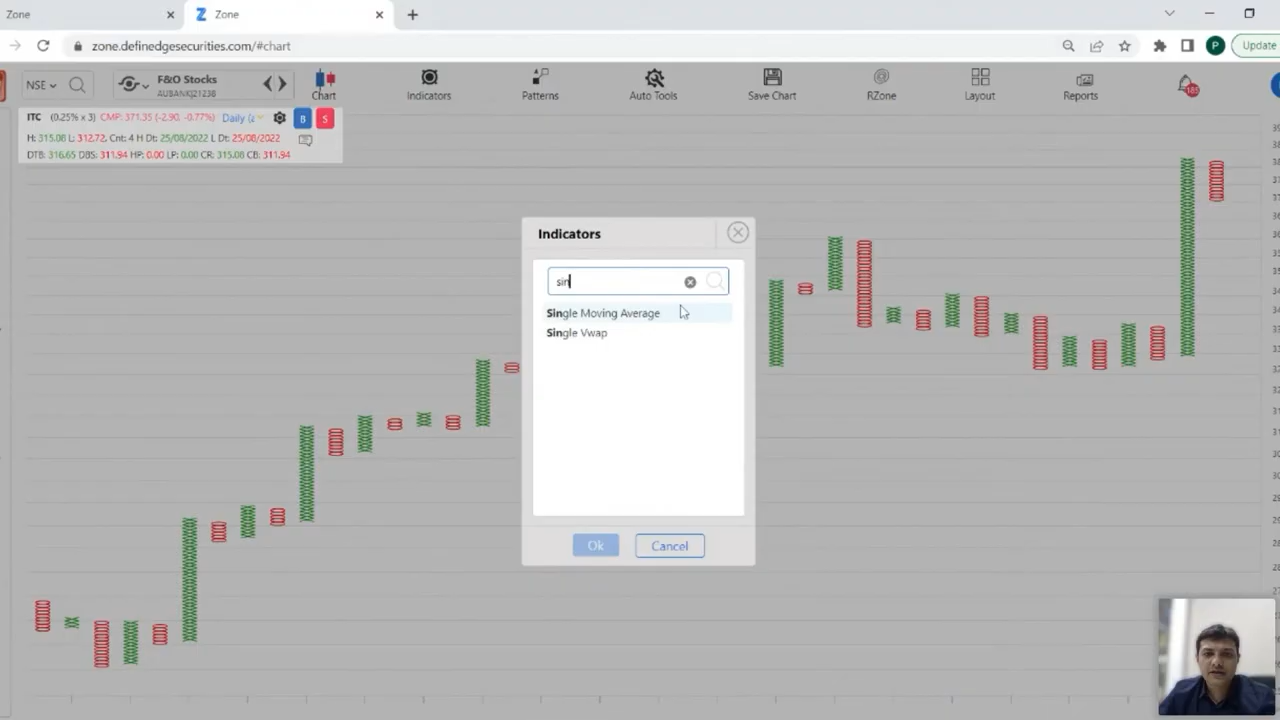 Zone
Zone
zone.definedgesecurities.com/#chart
P
Update
NSE
F&O Stocks
Chart
Indicators
Patterns
Auto Tools
Save Chart
RZone
Layout
Reports
185
ITC (0.25% x 3) CMP: 371.35 (-2.90, -0.77%) Daily
B
S
H: 315.08 L: 312.72, Cnt: 4 H Dt: 25/08/2022 L Dt: 25/08/2022
DTB: 316.65 DBS: 311.94 HP: 0.00 LP: 0.00 CR: 315.08 CB: 311.94
Indicators
sin
Single Moving Average
Single Vwap
Ok
Cancel